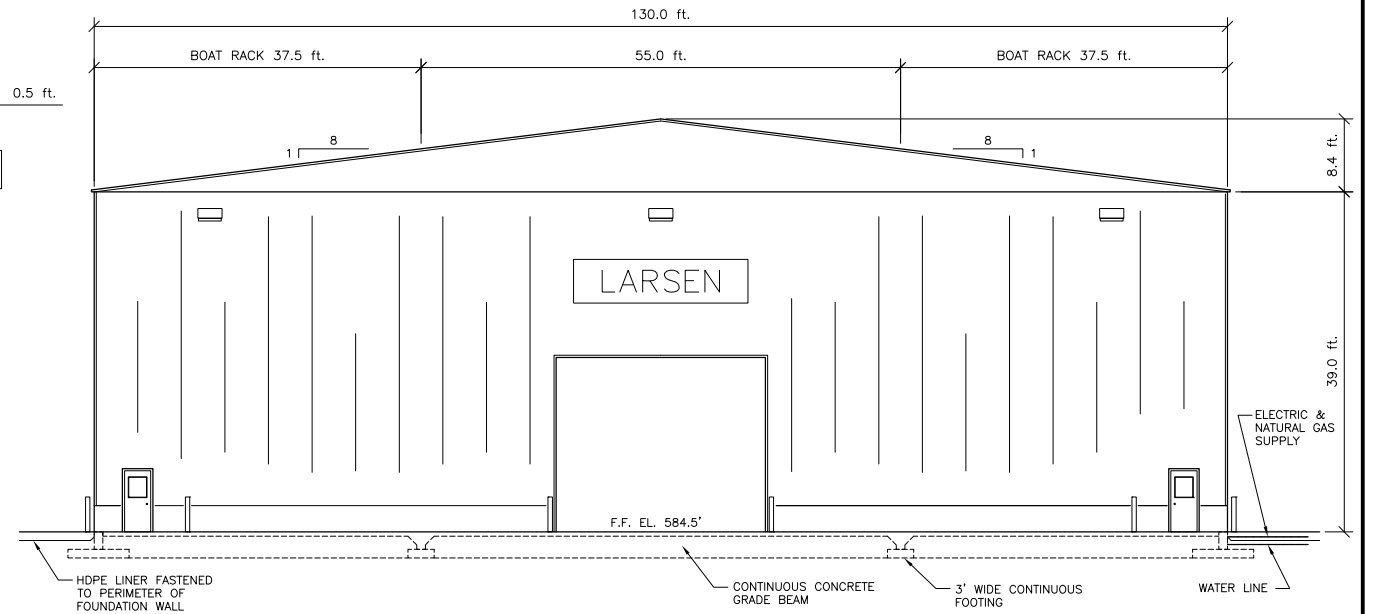 130.0 ft.
BOAT RACK 37.5 ft.
55.0 ft.
BOAT RACK 37.5 ft.
0.5 ft.
8
1
8
1
8.4 ft.
LARSEN
39.0 ft.
ELECTRIC &
NATURAL GAS
SUPPLY
F.F. EL. 584.5'
HDPE LINER FASTENED
TO PERIMETER OF
FOUNDATION WALL
CONTINUOUS CONCRETE
GRADE BEAM
3' WIDE CONTINUOUS
FOOTING
WATER LINE